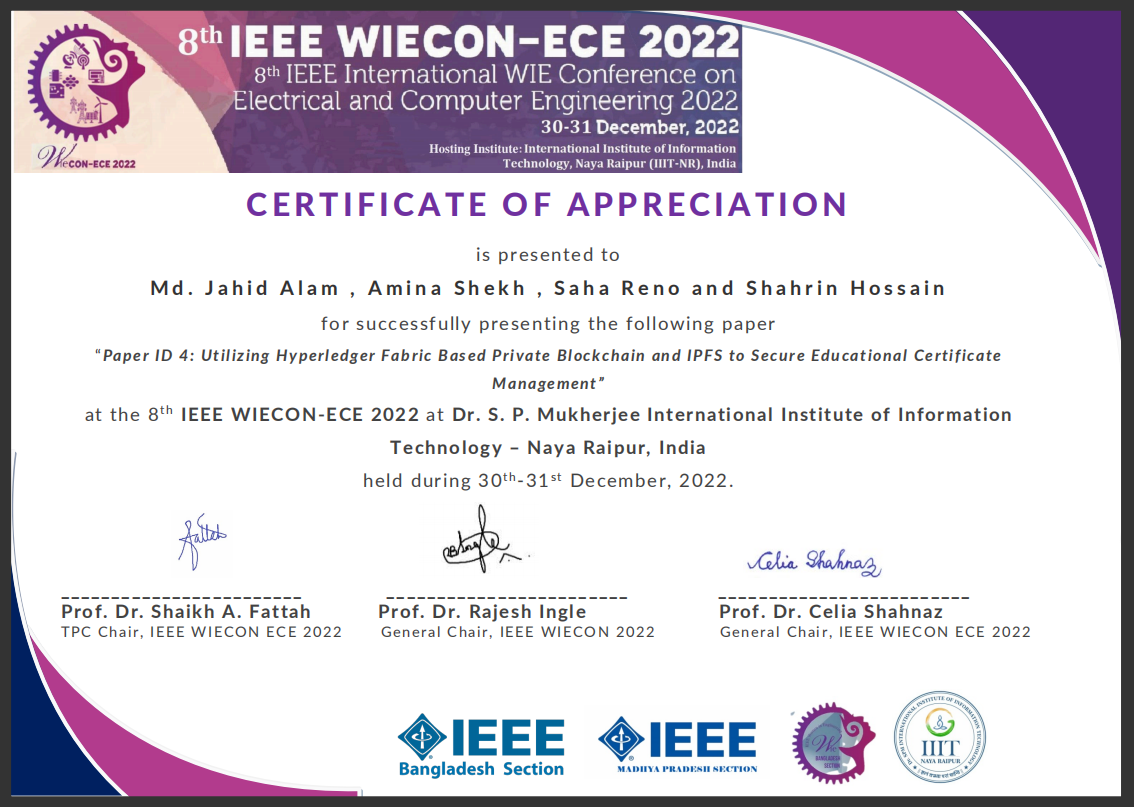 8th IEEE WIECON-ECE 2022
8th IEEE International WIE Conference on
Electrical and Computer Engineering 2022
30-31 December, 2022
Hosting Institute: International Institute of Information
Technology, Naya Raipur (IIIT-NR), India
WIECON-ECE 2022
CERTIFICATE OF APPRECIATION
is presented to
Md. Jahid Alam , Amina Shekh , Saha Reno and Shahrin Hossain
for successfully presenting the following paper
"Paper ID 4: Utilizing Hyperledger Fabric Based Private Blockchain and IPFS to Secure Educational Certificate
Management"
at the 8th IEEE WIECON-ECE 2022 at Dr. S. P. Mukherjee International Institute of Information
Technology – Naya Raipur, India
held during 30th-31st December, 2022.
Fattah
Celia Shahnaz
Prof. Dr. Shaikh A. Fattah
Prof. Dr. Rajesh Ingle
Prof. Dr. Celia Shahnaz
TPC Chair, IEEE WIECON ECE 2022
General Chair, IEEE WIECON 2022
General Chair, IEEE WIECON ECE 2022
IEEE
Bangladesh Section
IEEE
MADHYA PRADESH SECTION
WIE
BANGLADESH
SECTION
INTERNATIONAL INSTITUTE OF INFORMATION TECHNOLOGY
IIIT
NAYA RAIPUR